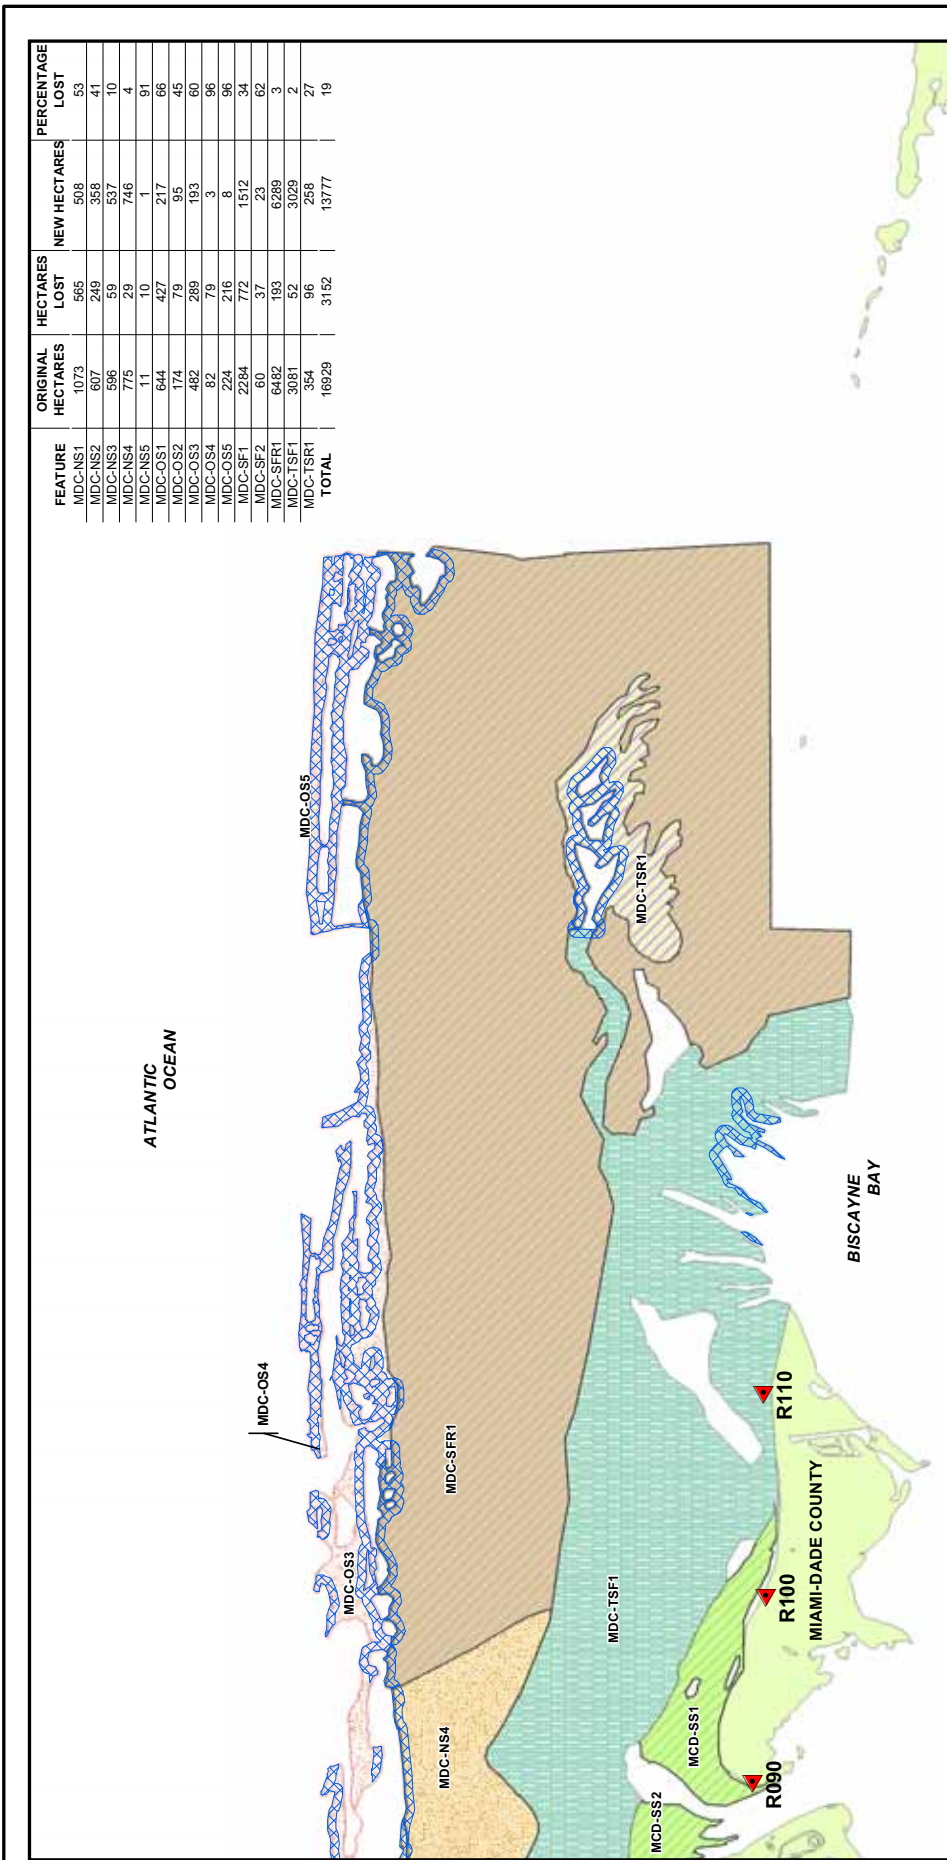 FEATURE ORIGINAL HECTARES HECTARES LOST NEW HECTARES PERCENTAGE LOST
MDC-NS1 1073 565 508 53
MDC-NS2 607 249 358 41
MDC-NS3 596 59 537 10
MDC-NS4 775 29 746 4
MDC-NS5 11 10 1 91
MDC-OS1 644 427 217 66
MDC-OS2 174 79 95 45
MDC-OS3 482 289 193 60
MDC-OS4 82 79 3 96
MDC-OS5 224 216 8 96
MDC-SF1 2284 772 1512 34
MDC-SF2 60 37 23 62
MDC-SFR1 6482 193 6289 3
MDC-TSF1 3081 52 3029 2
MDC-TSR1 354 96 258 27
TOTAL 16929 3152 13777 19
ATLANTIC
OCEAN
MDC-OS5
MDC-OS4
MDC-OS3
MDC-SFR1
MDC-TSR1
MDC-NS4
MDC-TSF1
MCD-SS1
MCD-SS2
BISCAYNE
BAY
R110
R100
R090
MIAMI-DADE COUNTY